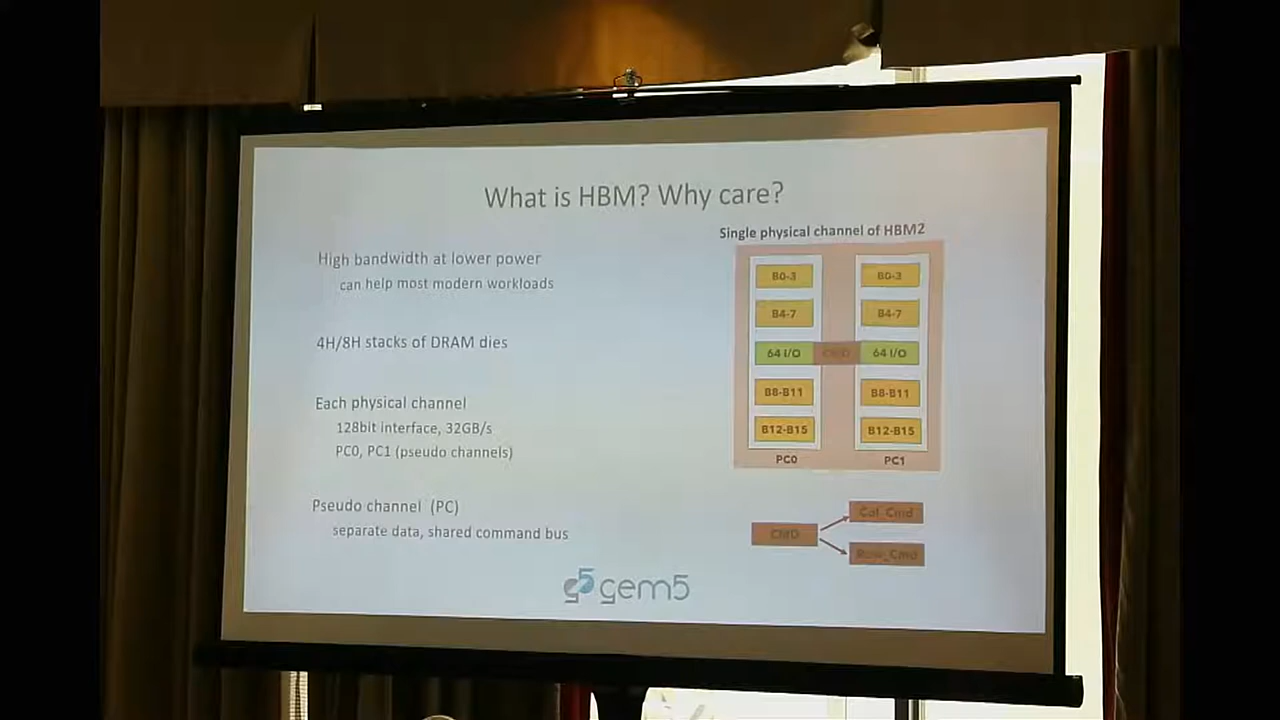 What is HBM? Why care?
High bandwidth at lower power
can help most modern workloads
4H/8H stacks of DRAM dies
Each physical channel
128bit interface, 32GB/s
PC0, PC1 (pseudo channels)
Pseudo channel (PC)
separate data, shared command bus
Single physical channel of HBM2
B0-3 B0-3
B4-7 B4-7
64 I/O CMD 64 I/O
B8-B11 B8-B11
B12-B15 B12-B15
PC0 PC1
Col_Cmd
CMD
Row_Cmd
g5 gem5